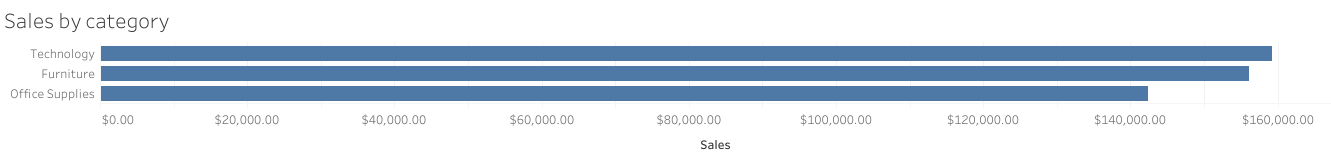 Sales by category
Technology
Furniture
Office Supplies
$0.00 $20,000.00 $40,000.00 $60,000.00 $80,000.00 $100,000.00 $120,000.00 $140,000.00 $160,000.00
Sales